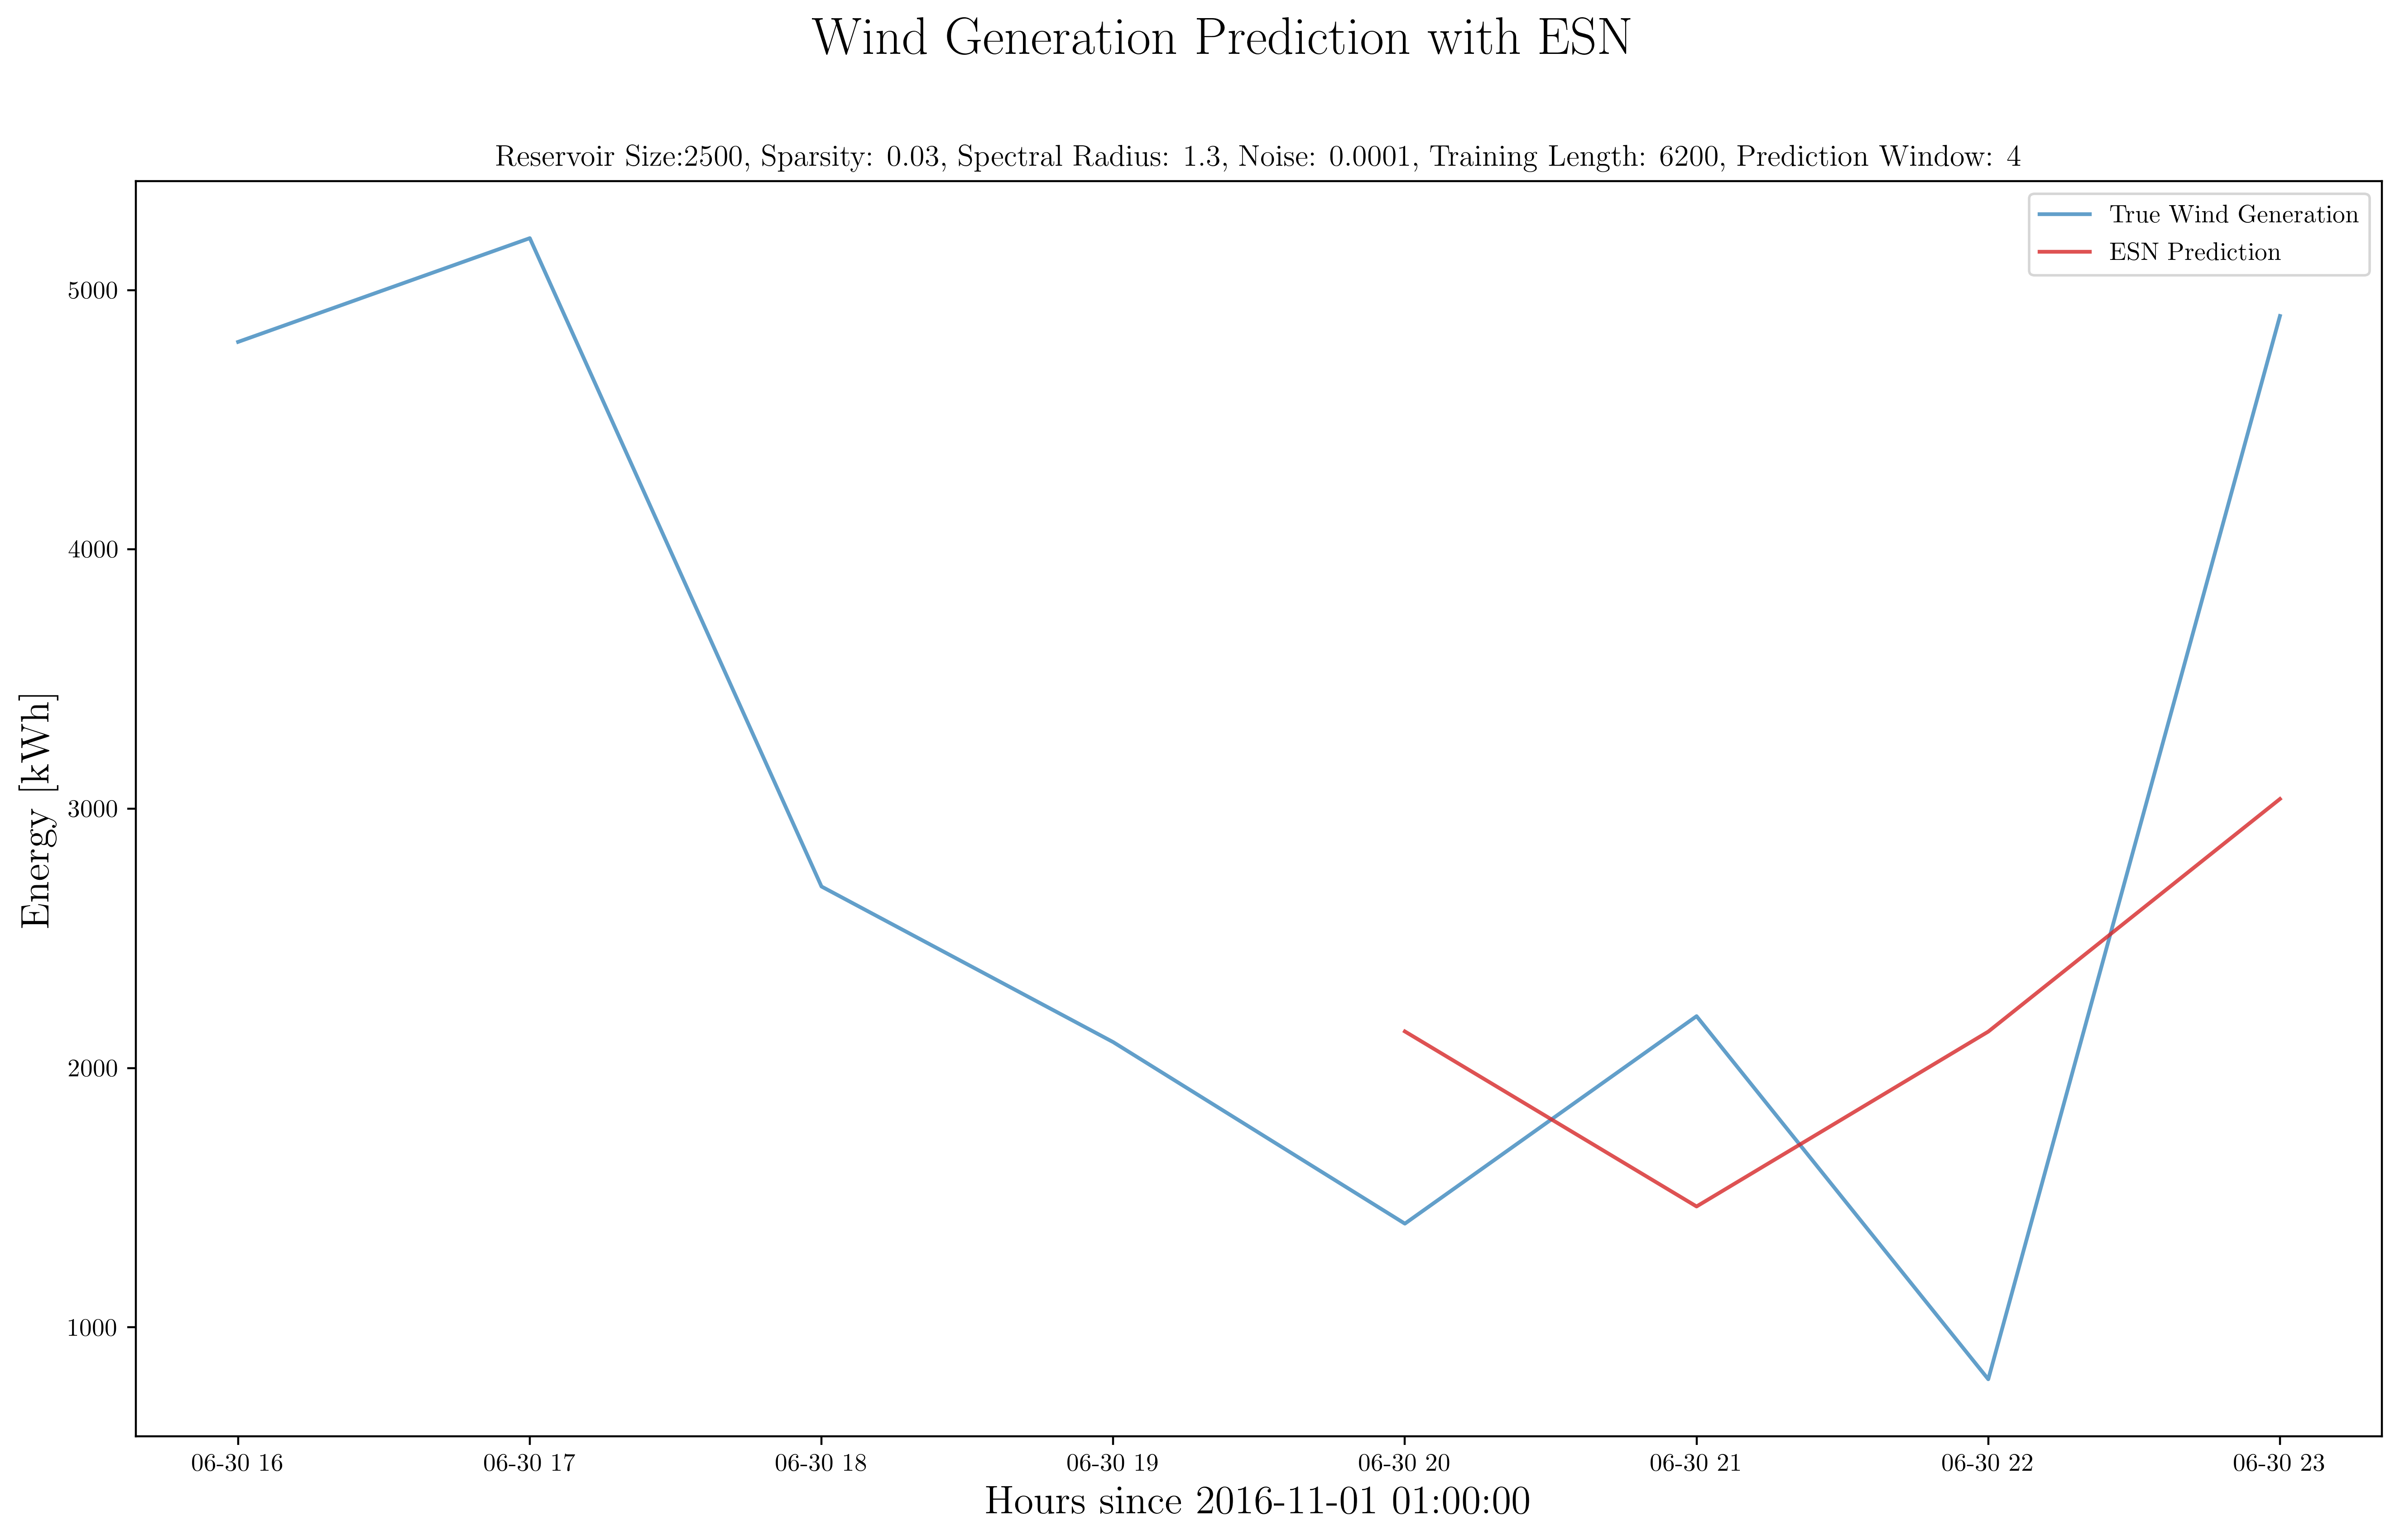 Wind Generation Prediction with ESN
Reservoir Size:2500, Sparsity: 0.03, Spectral Radius: 1.3, Noise: 0.0001, Training Length: 6200, Prediction Window: 4
True Wind Generation
ESN Prediction
Energy [kWh]
5000
4000
3000
2000
1000
06-30 16 06-30 17 06-30 18 06-30 19 06-30 20 06-30 21 06-30 22 06-30 23
Hours since 2016-11-01 01:00:00